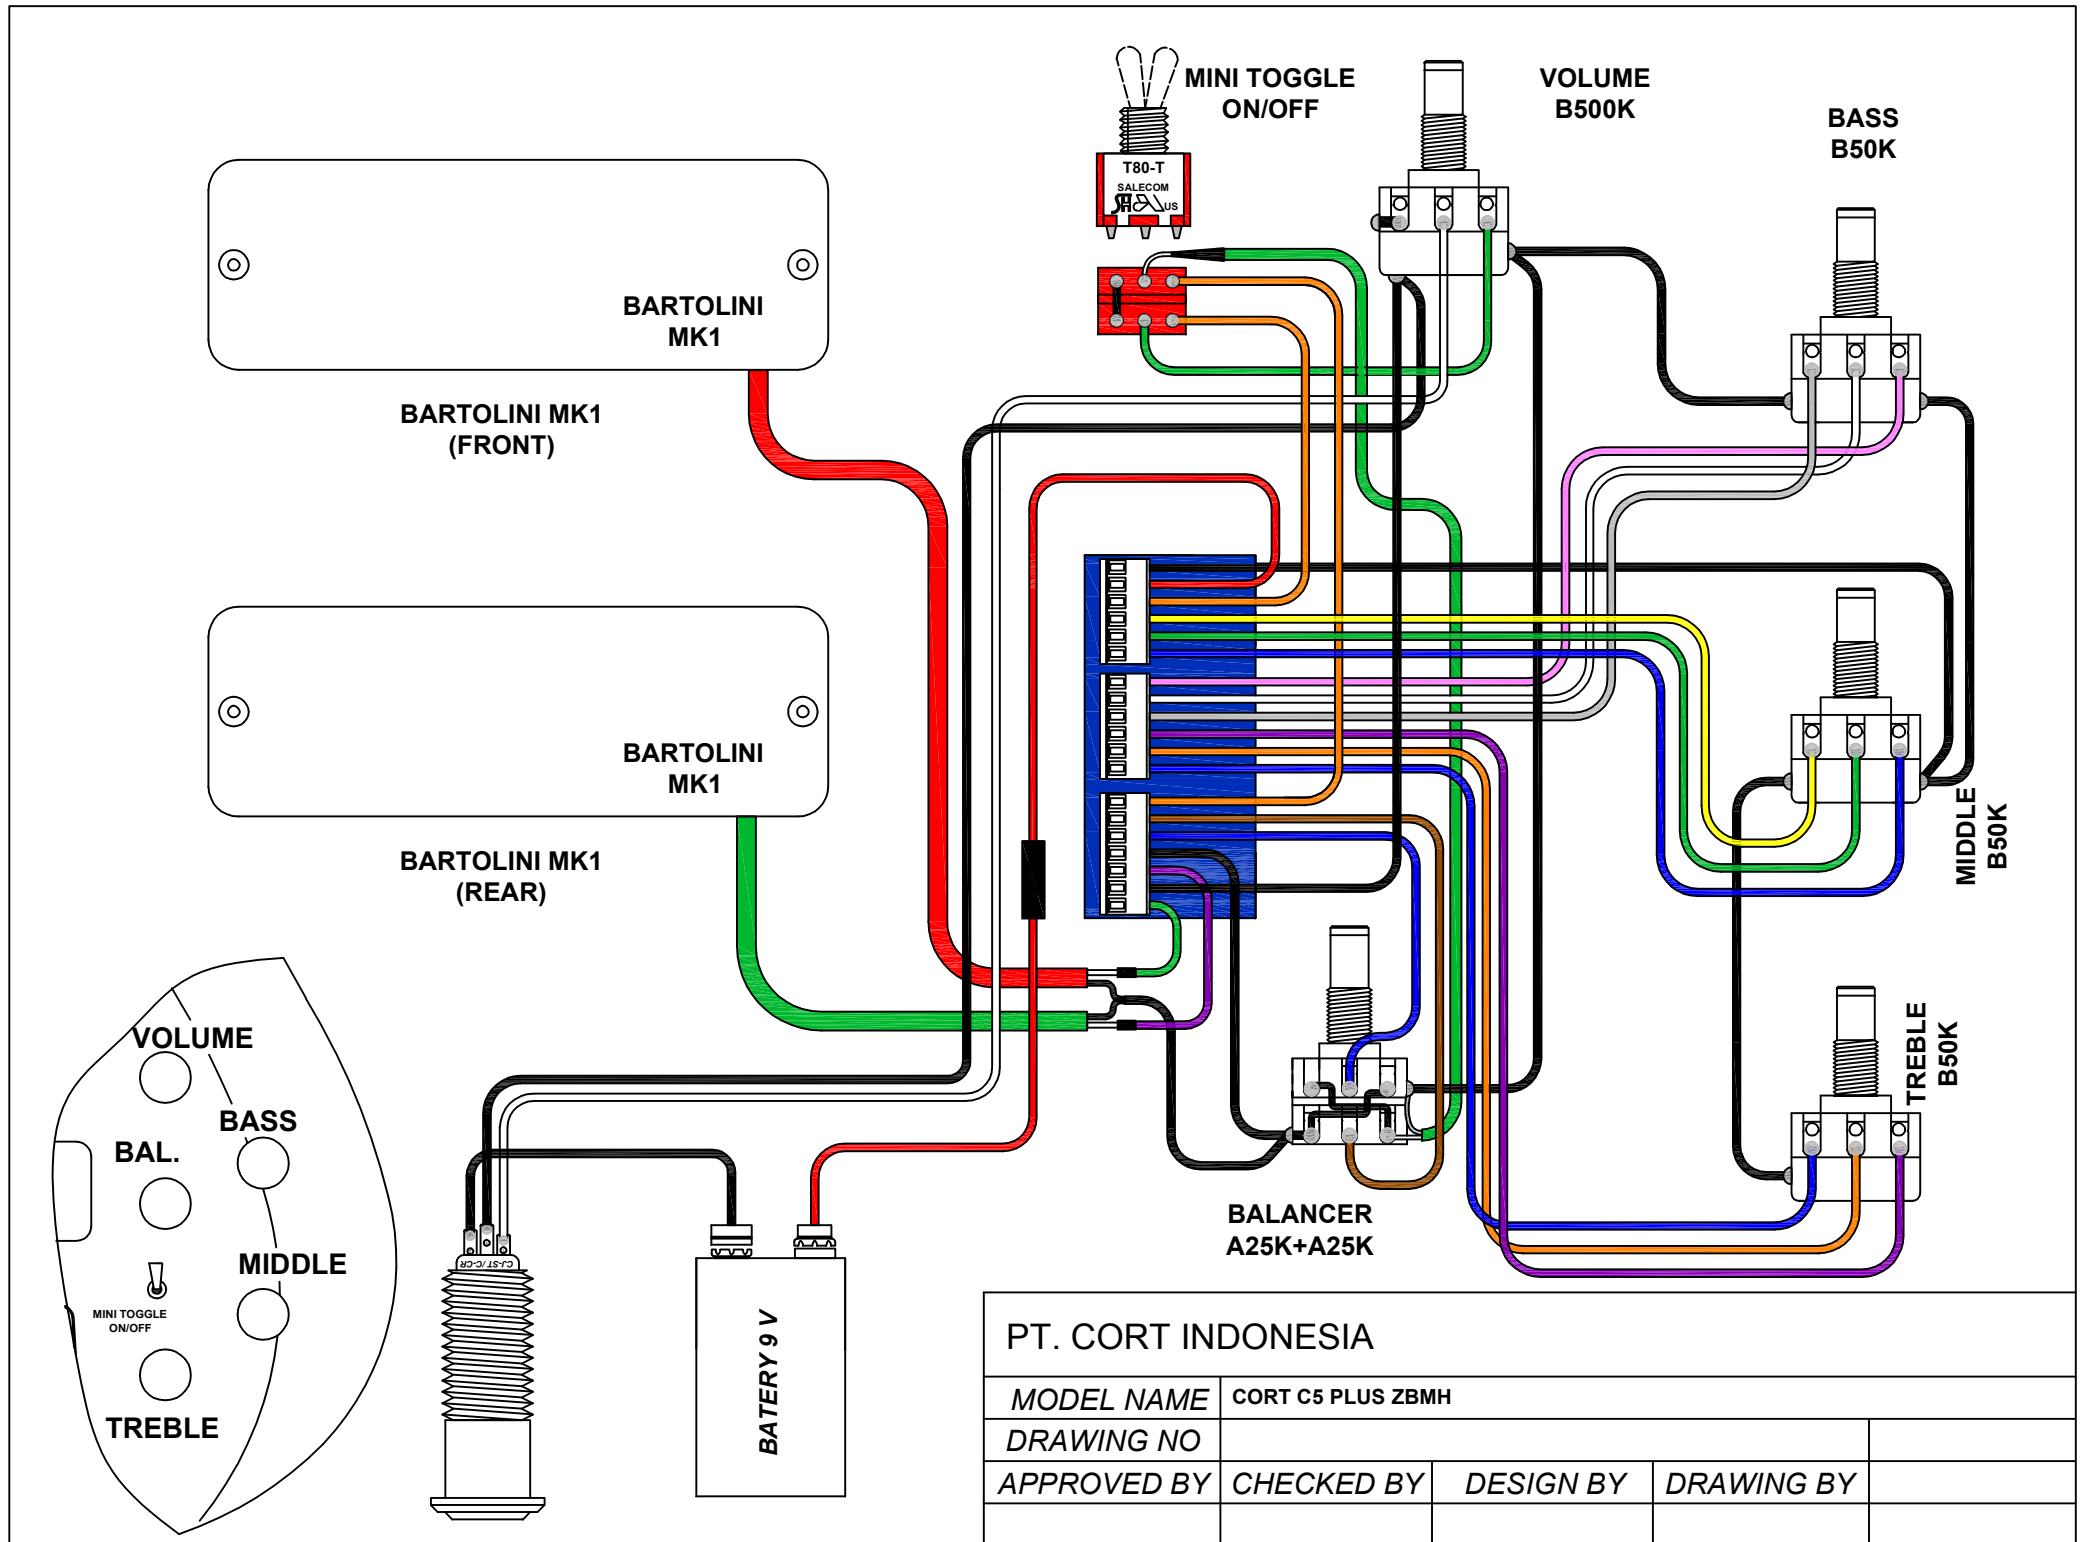 MINI TOGGLE
ON/OFF
VOLUME
B500K
BASS
B50K
T80-T
SALECOM
US
BARTOLINI
MK1
BARTOLINI MK1
(FRONT)
BARTOLINI
MK1
BARTOLINI MK1
(REAR)
MIDDLE
B50K
TREBLE
B50K
BALANCER
A25K+A25K
VOLUME
BASS
BAL.
MIDDLE
MINI TOGGLE
ON/OFF
TREBLE
CJ-ST/C-CR
BATERY 9 V
PT. CORT INDONESIA
MODEL NAME CORT C5 PLUS ZBMH
DRAWING NO
APPROVED BY CHECKED BY DESIGN BY DRAWING BY